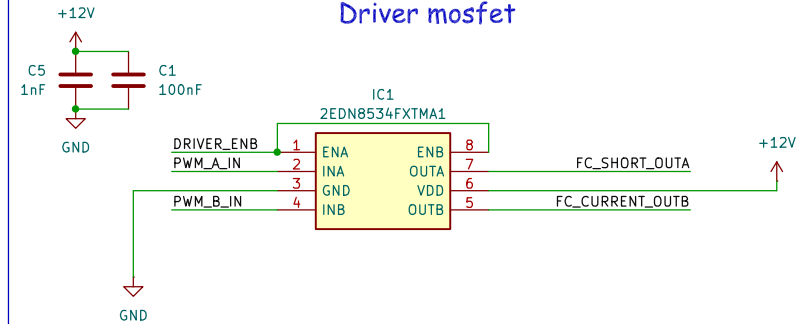 Driver mosfet
+12V
C5
1nF
C1
100nF
GND
IC1
2EDN8534FXTMA1
DRIVER_ENB 1 ENA ENB 8
PWM_A_IN 2 INA OUTA 7 FC_SHORT_OUTA
3 GND VDD 6
PWM_B_IN 4 INB OUTB 5 FC_CURRENT_OUTB
+12V
GND